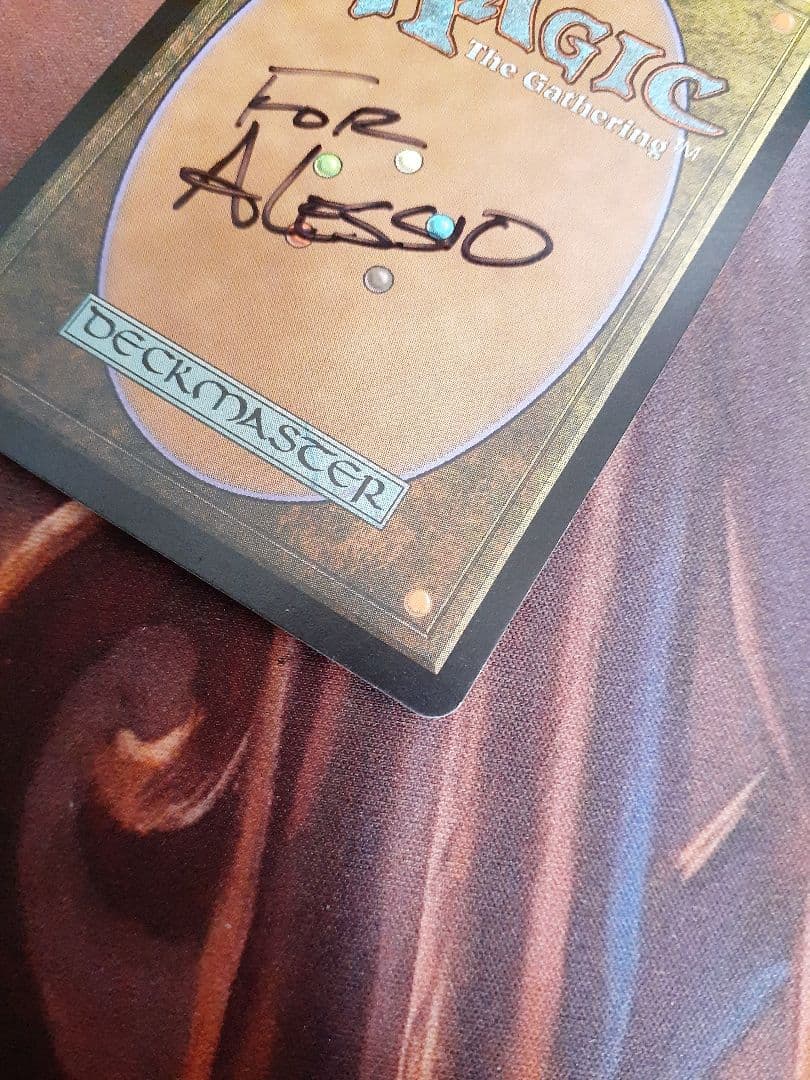 MAGIC
The Gathering™
FOR
ALESSIO
DECKMASTER